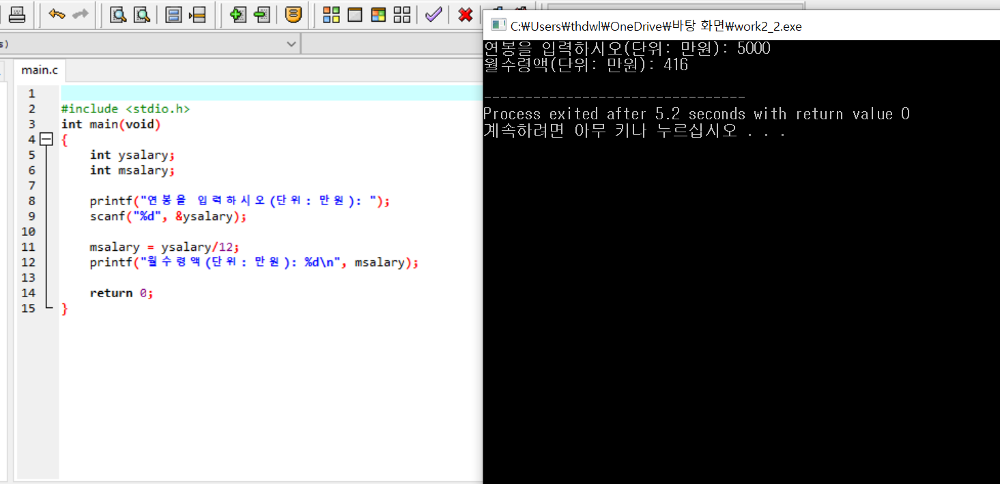 s)
main.c
1
2 #include <stdio.h>
3 int main(void)
4 {
5 int ysalary;
6 int msalary;
7
8 printf("연봉을 입력하시오(단위: 만원): ");
9 scanf("%d", &ysalary);
10
11 msalary = ysalary/12;
12 printf("월수령액(단위: 만원): %d\n", msalary);
13
14 return 0;
15 }
C:₩Users₩thdwl₩OneDrive₩바탕 화면₩work2_2.exe
연봉을 입력하시오(단위: 만원): 5000
월수령액(단위: 만원): 416
--------------------------------
Process exited after 5.2 seconds with return value 0
계속하려면 아무 키나 누르십시오 . . .